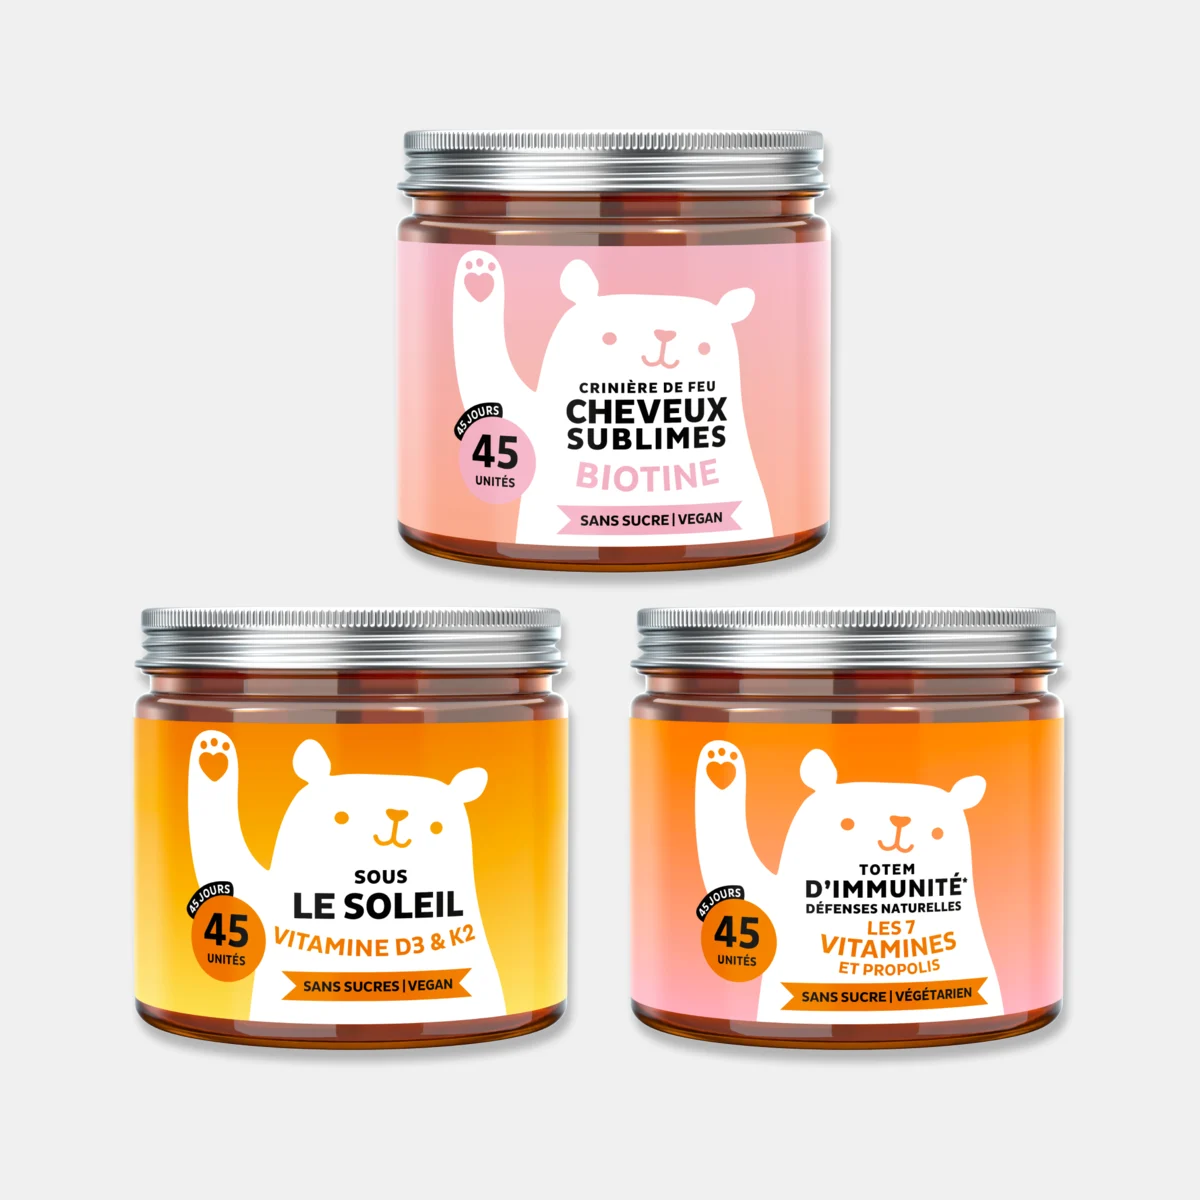 CRINIÈRE DE FEU
CHEVEUX
SUBLIMES
BIOTINE
45 JOURS
45
UNITÉS
SANS SUCRE | VEGAN
SOUS
LE SOLEIL
VITAMINE D3 & K2
45 JOURS
45
UNITÉS
SANS SUCRES | VEGAN
TOTEM
D'IMMUNITÉ*
DÉFENSES NATURELLES
LES 7
VITAMINES
ET PROPOLIS
45 JOURS
45
UNITÉS
SANS SUCRE | VÉGÉTARIEN